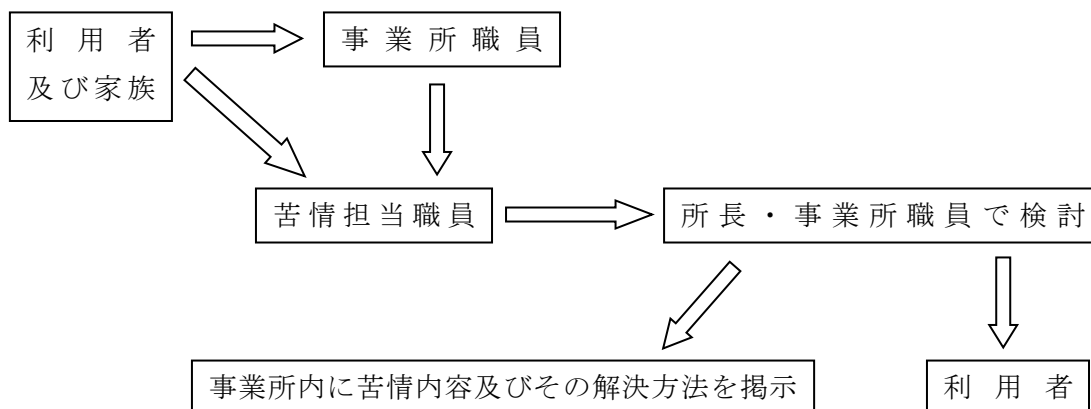 利用者
及び家族
事業所職員
苦情担当職員
所長・事業所職員で検討
事業所内に苦情内容及びその解決方法を掲示
利用者